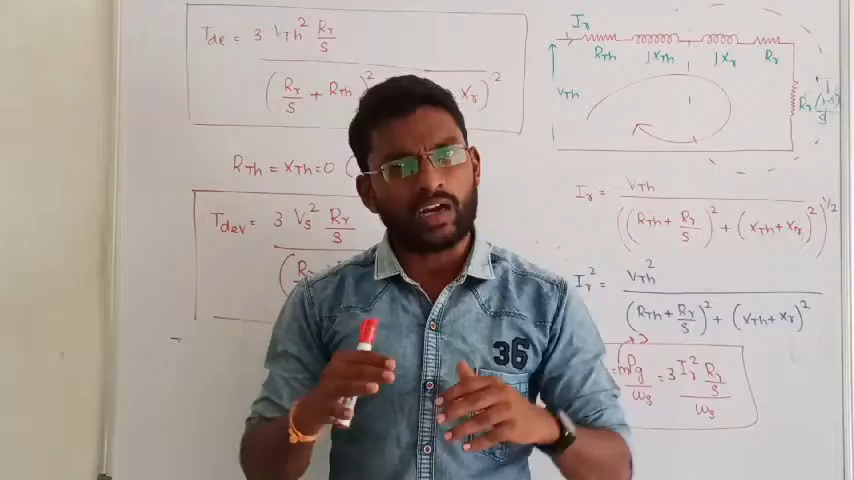 Tde = 3 VTh² Rr/S
(Rr/S + RTh)² Xr)²
RTh = XTh = 0
Tdev = 3 Vs² Rr/S
Ir
RTh jXTh jXr Rr
VTh
Ir = VTh
((RTh + Rr/S)² + (XTh + Xr)²)^1/2
Ir² = VTh²
(RTh + Rr/S)² + (XTh + Xr)²
Pg/ωs = 3 Ir² Rr/S
ωs
36